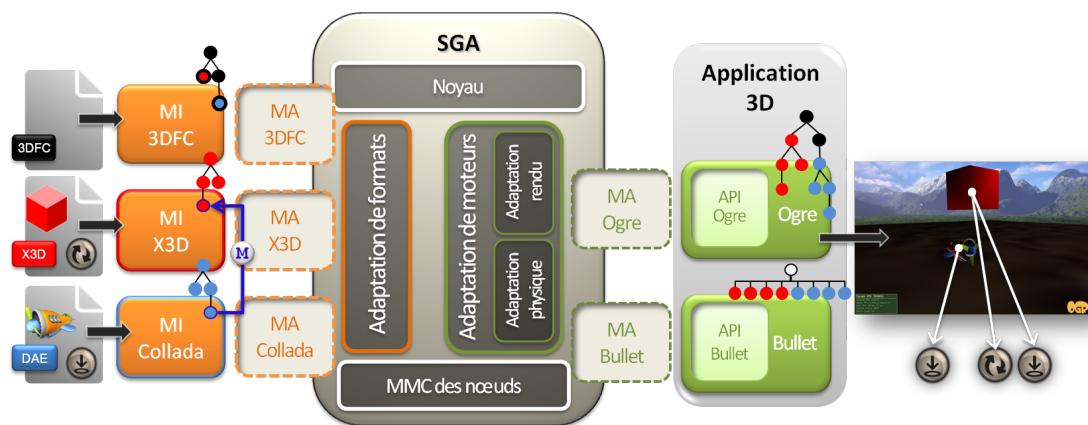 SGA
Noyau
Application
3D
3DFC
MI
3DFC
MA
3DFC
Adaptation de formats
Adaptation de moteurs
Adaptation
rendu
Adaptation
physique
X3D
MI
X3D
M
MA
X3D
MA
Ogre
API
Ogre
Ogre
DAE
MI
Collada
MA
Collada
MA
Bullet
API
Bullet
Bullet
MMC des nœuds